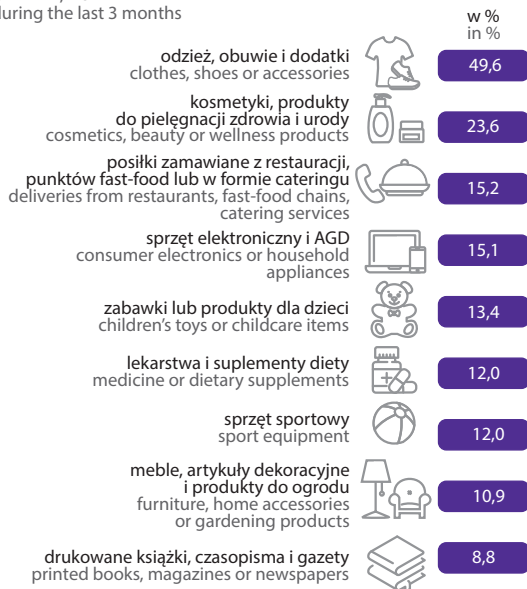 during the last 3 months
w %
in %
odzież, obuwie i dodatki
clothes, shoes or accessories
49,6
kosmetyki, produkty
do pielęgnacji zdrowia i urody
cosmetics, beauty or wellness products
23,6
posiłki zamawiane z restauracji,
punktów fast-food lub w formie cateringu
deliveries from restaurants, fast-food chains,
catering services
15,2
sprzęt elektroniczny i AGD
consumer electronics or household
appliances
15,1
zabawki lub produkty dla dzieci
children's toys or childcare items
13,4
lekarstwa i suplementy diety
medicine or dietary supplements
12,0
sprzęt sportowy
sport equipment
12,0
meble, artykuły dekoracyjne
i produkty do ogrodu
furniture, home accessories
or gardening products
10,9
drukowane książki, czasopisma i gazety
printed books, magazines or newspapers
8,8